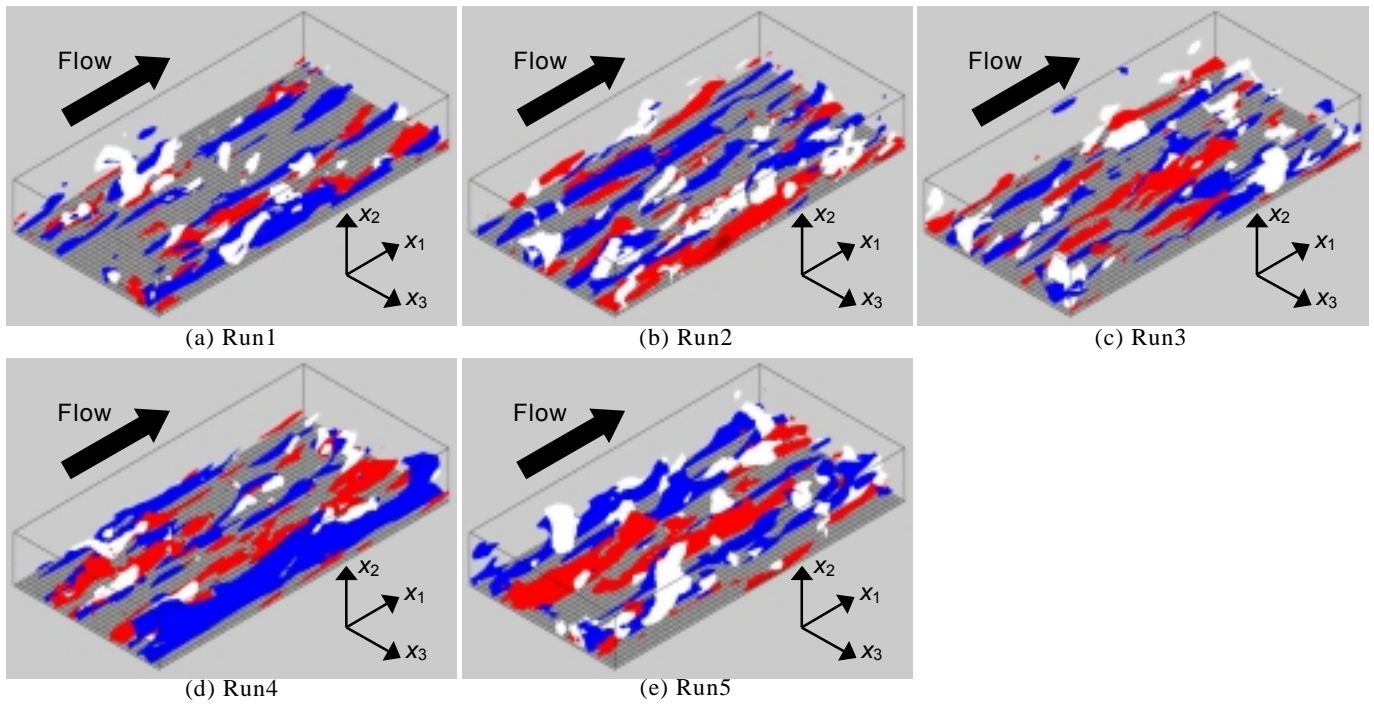 Flow
x2
x1
x3
(a) Run1
Flow
x2
x1
x3
(b) Run2
Flow
x2
x1
x3
(c) Run3
Flow
x2
x1
x3
(d) Run4
Flow
x2
x1
x3
(e) Run5